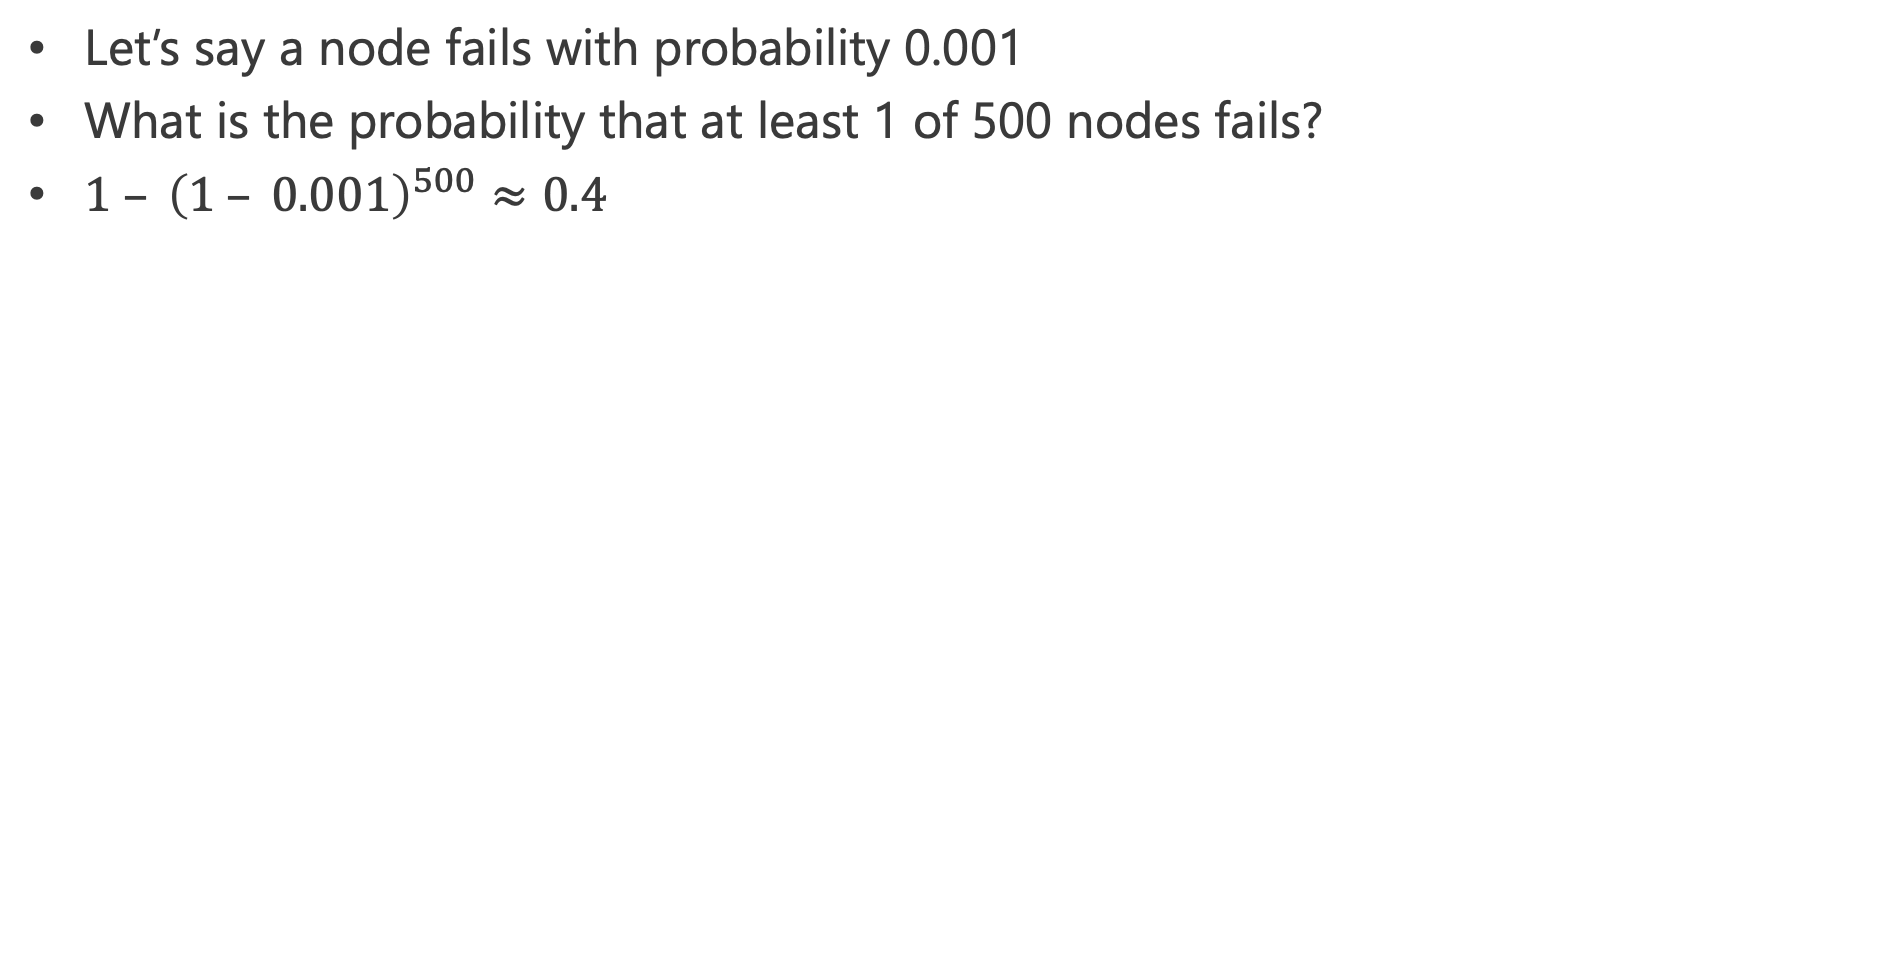 • Let’s say a node fails with probability 0.001
• What is the probability that at least 1 of 500 nodes fails?
• 1 – (1 – 0.001)^500 ≈ 0.4